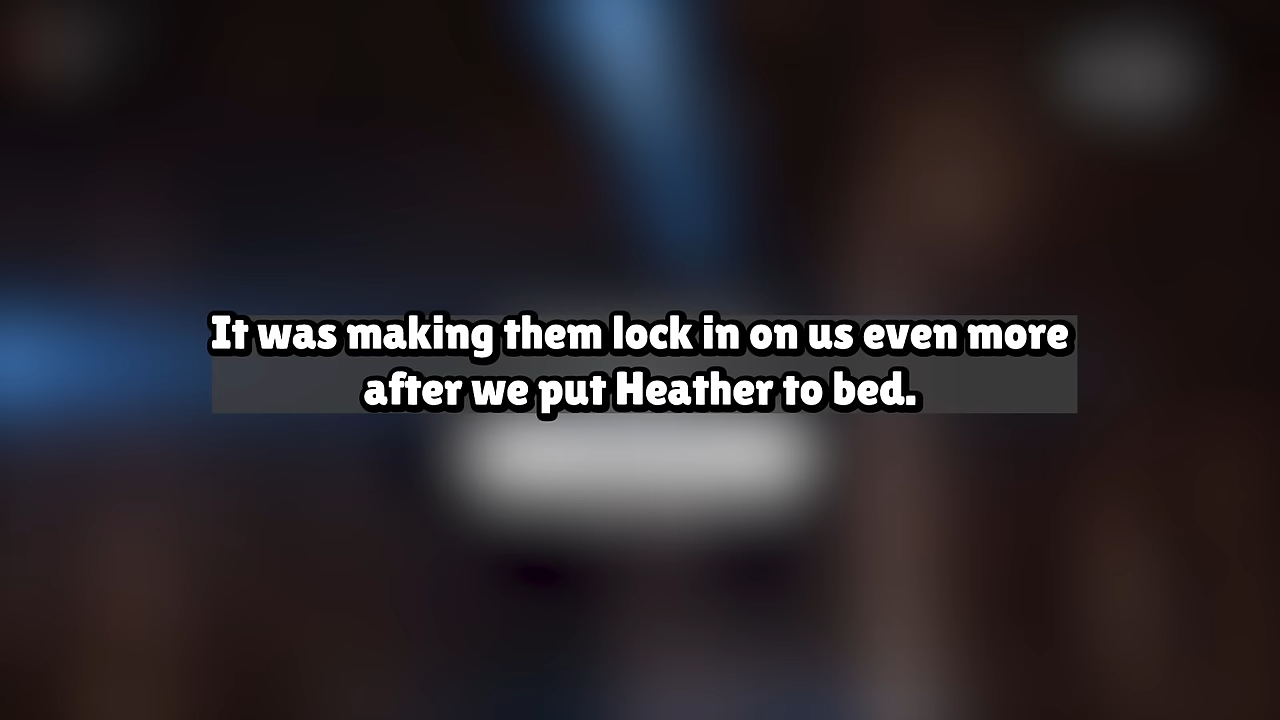 It was making them lock in on us even more
after we put Heather to bed.